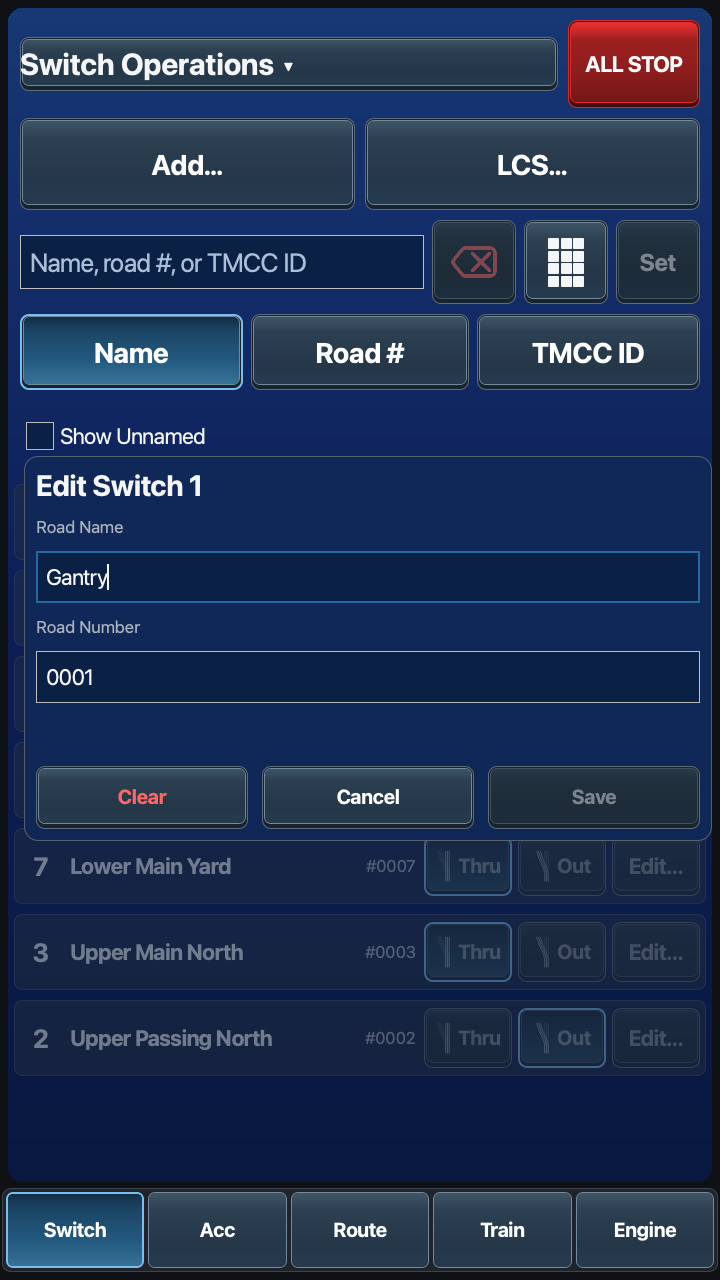 Switch Operations ▾
ALL STOP
Add...
LCS...
Name, road #, or TMCC ID
Set
Name
Road #
TMCC ID
Show Unnamed
Edit Switch 1
Road Name
Gantry
Road Number
0001
Clear
Cancel
Save
7 Lower Main Yard #0007 Thru Out Edit...
3 Upper Main North #0003 Thru Out Edit...
2 Upper Passing North #0002 Thru Out Edit...
Switch
Acc
Route
Train
Engine